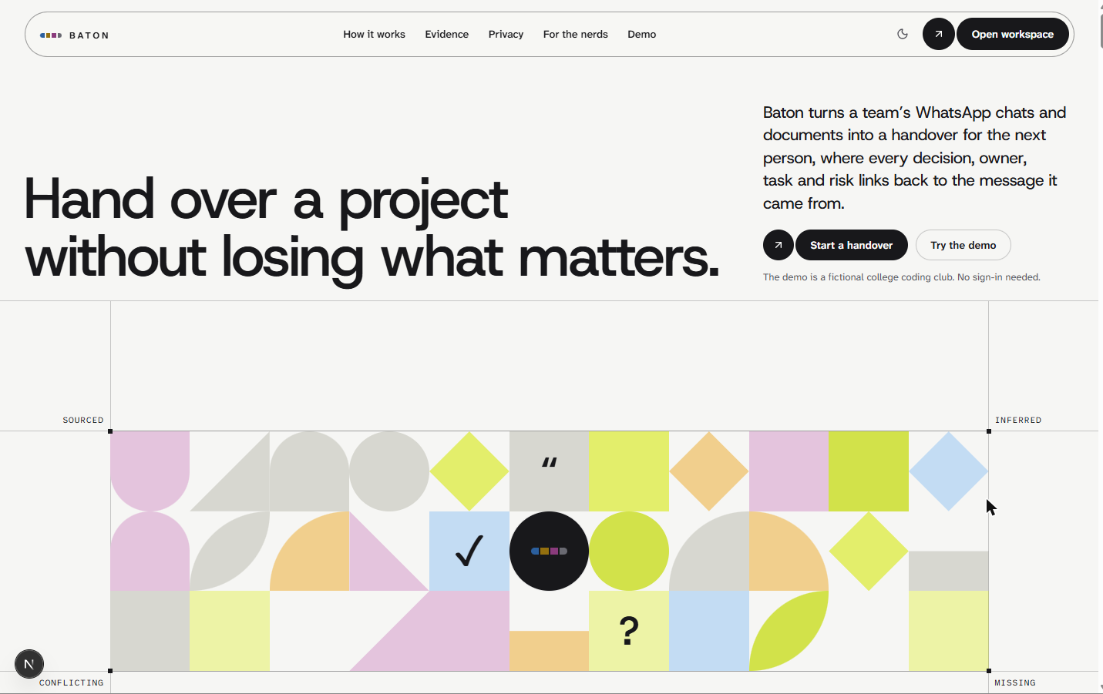 BATON
How it works
Evidence
Privacy
For the nerds
Demo
Open workspace
Baton turns a team’s WhatsApp chats and
documents into a handover for the next
person, where every decision, owner,
task and risk links back to the message it
came from.
Hand over a project
without losing what matters.
Start a handover
Try the demo
The demo is a fictional college coding club. No sign-in needed.
SOURCED
INFERRED
“
✓
?
N
CONFLICTING
MISSING